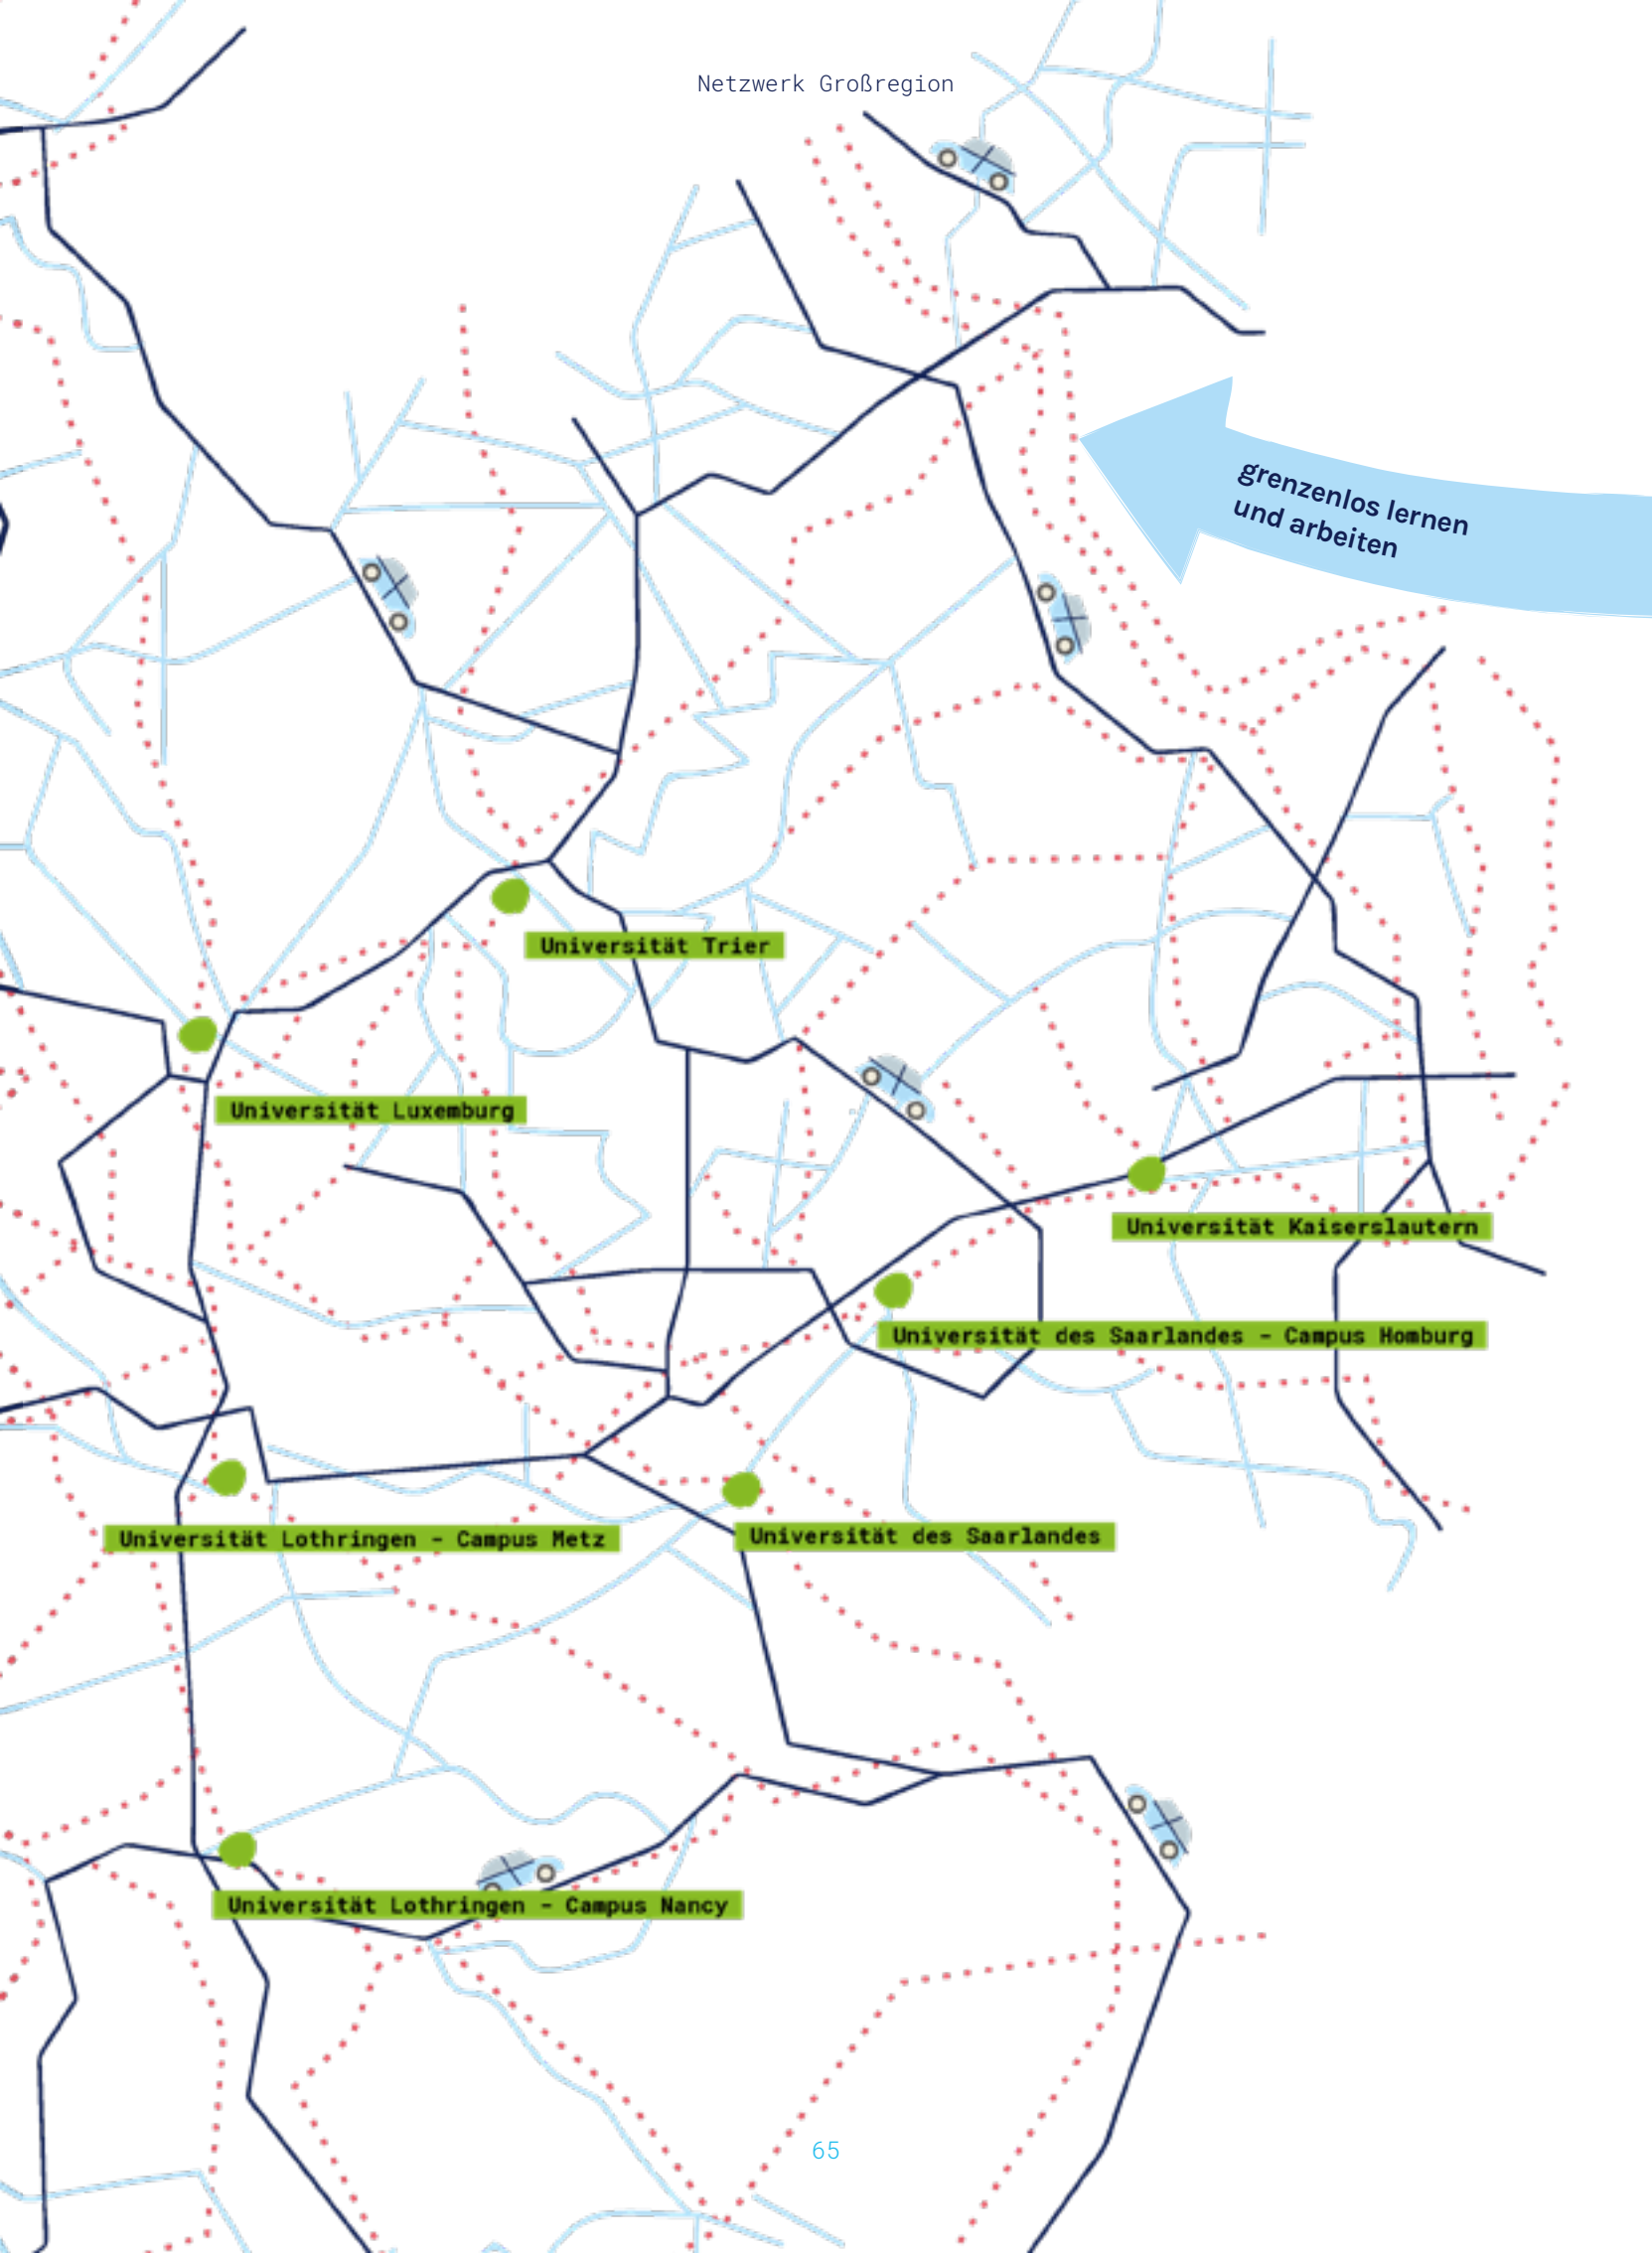 Netzwerk Großregion
grenzenlos lernen
und arbeiten
Universität Trier
Universität Luxemburg
Universität Kaiserslautern
Universität des Saarlandes - Campus Homburg
Universität Lothringen - Campus Metz
Universität des Saarlandes
Universität Lothringen - Campus Nancy
65